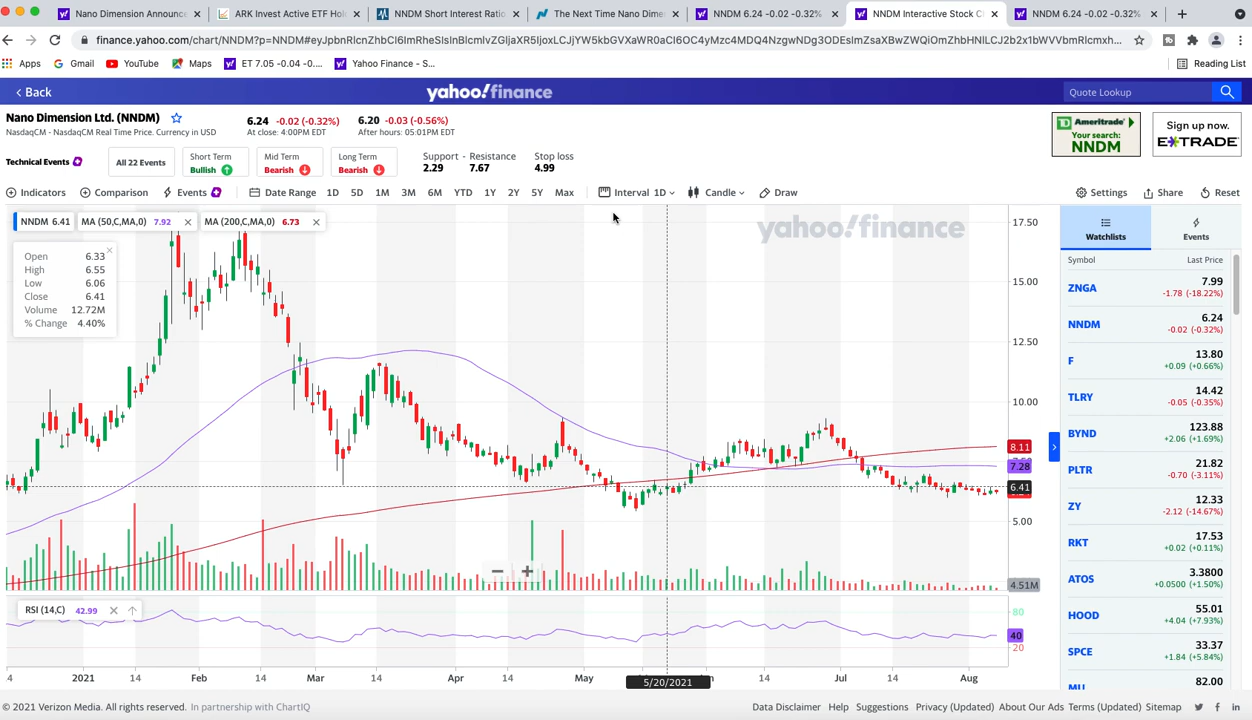 Nano Dimension Announc
ARK Invest Active ETF Hol
NNDM Short Interest Ratio
The Next Time Nano Dime
NNDM 6.24 -0.02 -0.32%
NNDM Interactive Stock C
NNDM 6.24 -0.02 -0.32%
finance.yahoo.com/chart/NNDM?p=NNDM#
Apps Gmail YouTube Maps ET 7.05 -0.04 -0.... Yahoo Finance - S... Reading List
< Back yahoo!finance Quote Lookup
Nano Dimension Ltd. (NNDM)
NasdaqCM - NasdaqCM Real Time Price. Currency in USD
6.24 -0.02 (-0.32%)
At close: 4:00PM EDT
6.20 -0.03 (-0.56%)
After hours: 05:01PM EDT
Ameritrade
Your search:
NNDM
Sign up now.
E*TRADE
Technical Events
All 22 Events
Short Term
Bullish
Mid Term
Bearish
Long Term
Bearish
Support - Resistance
2.29 7.67
Stop loss
4.99
Indicators Comparison Events Date Range 1D 5D 1M 3M 6M YTD 1Y 2Y 5Y Max Interval 1D Candle Draw Settings Share Reset
NNDM 6.41 MA (50,C,MA,0) 7.92 MA (200,C,MA,0) 6.73
yahoo!finance
Open 6.33
High 6.55
Low 6.06
Close 6.41
Volume 12.72M
% Change 4.40%
17.50
15.00
12.50
10.00
8.11
7.28
6.41
5.00
4.51M
RSI (14,C) 42.99
80
40
20
4 2021 14 Feb 14 Mar 14 Apr 14 May 14 Jul 14 Aug
5/20/2021
Watchlists
Events
Symbol Last Price
ZNGA 7.99
-1.78 (-18.22%)
NNDM 6.24
-0.02 (-0.32%)
F 13.80
+0.09 (+0.66%)
TLRY 14.42
-0.05 (-0.35%)
BYND 123.88
+2.06 (+1.69%)
PLTR 21.82
-0.70 (-3.11%)
ZY 12.33
-2.12 (-14.67%)
RKT 17.53
+0.02 (+0.11%)
ATOS 3.3800
+0.0500 (+1.50%)
HOOD 55.01
+4.04 (+7.93%)
SPCE 33.37
+1.84 (+5.84%)
MU 82.00
© 2021 Verizon Media. All rights reserved. In partnership with ChartIQ
Data Disclaimer Help Suggestions Privacy (Updated) About Our Ads Terms (Updated) Sitemap